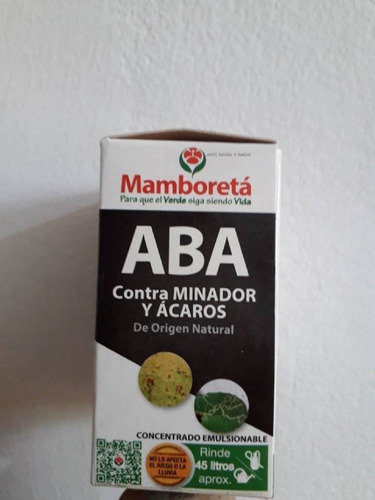 Mamboretá
Para que el Verde siga siendo Vida
ABA
Contra MINADOR
Y ÁCAROS
De Origen Natural
CONCENTRADO EMULSIONABLE
NO LO AFECTA
EL RIEGO O LA
LLUVIA
Rinde
45 litros
aprox.